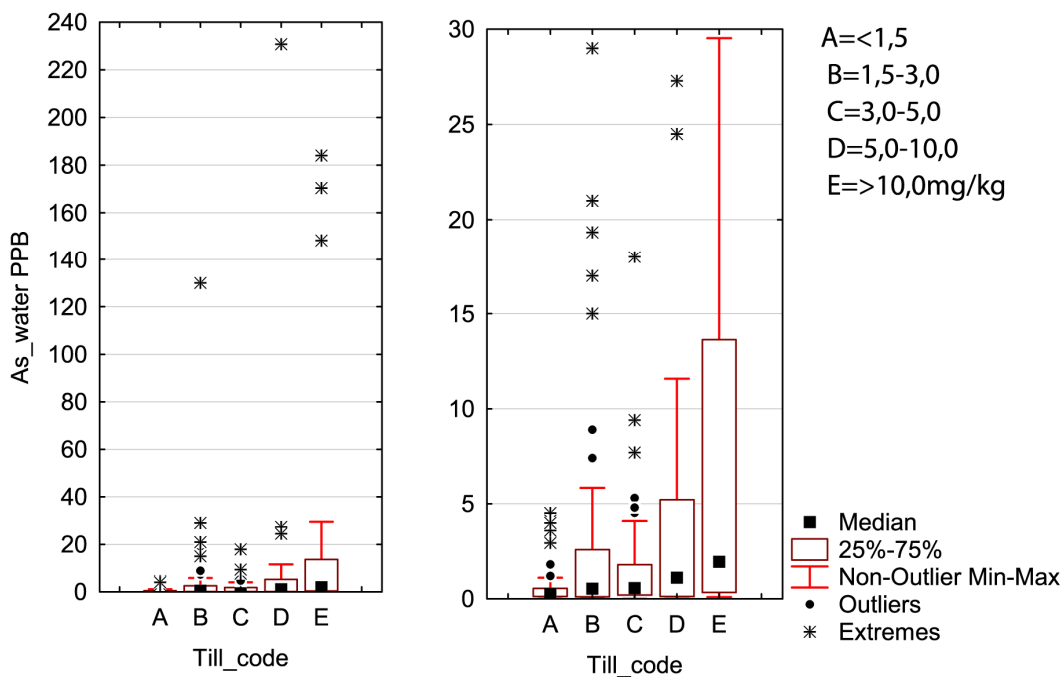 As_water PPB
240
220
200
180
160
140
120
100
80
60
40
20
0
A B C D E
Till_code
30
25
20
15
10
5
0
A B C D E
Till_code
A=<1,5
B=1,5-3,0
C=3,0-5,0
D=5,0-10,0
E=>10,0mg/kg
Median
25%-75%
Non-Outlier Min-Max
Outliers
Extremes